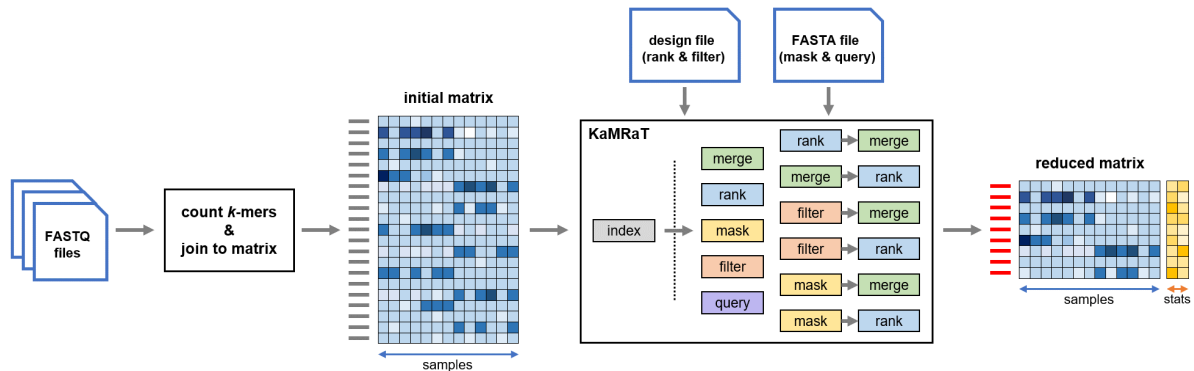 FASTQ
files
count k-mers
&
join to matrix
initial matrix
samples
design file
(rank & filter)
FASTA file
(mask & query)
KaMRaT
index
merge
rank
mask
filter
query
rank
merge
merge
rank
filter
merge
filter
rank
mask
merge
mask
rank
reduced matrix
samples
stats